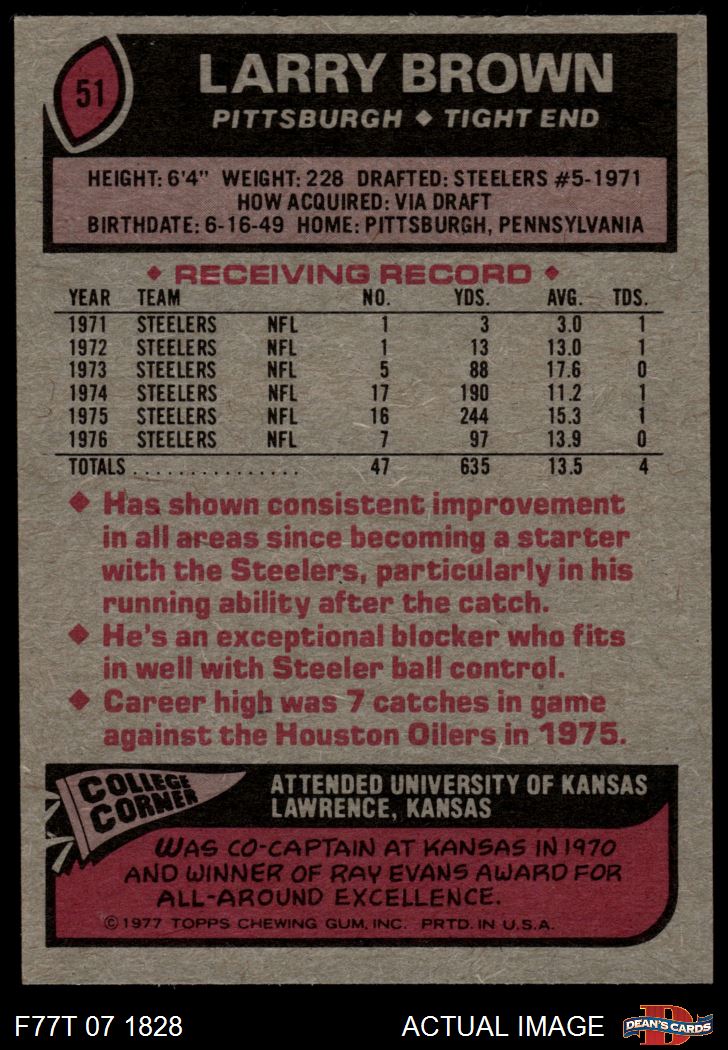 51
LARRY BROWN
PITTSBURGH ◆ TIGHT END
HEIGHT: 6'4" WEIGHT: 228 DRAFTED: STEELERS #5-1971
HOW ACQUIRED: VIA DRAFT
BIRTHDATE: 6-16-49 HOME: PITTSBURGH, PENNSYLVANIA
◆ RECEIVING RECORD ◆
YEAR TEAM NO. YDS. AVG. TDS.
1971 STEELERS NFL 1 3 3.0 1
1972 STEELERS NFL 1 13 13.0 1
1973 STEELERS NFL 5 88 17.6 0
1974 STEELERS NFL 17 190 11.2 1
1975 STEELERS NFL 16 244 15.3 1
1976 STEELERS NFL 7 97 13.9 0
TOTALS................ 47 635 13.5 4
◆ Has shown consistent improvement
in all areas since becoming a starter
with the Steelers, particularly in his
running ability after the catch.
◆ He's an exceptional blocker who fits
in well with Steeler ball control.
◆ Career high was 7 catches in game
against the Houston Oilers in 1975.
COLLEGE
CORNER
ATTENDED UNIVERSITY OF KANSAS
LAWRENCE, KANSAS
WAS CO-CAPTAIN AT KANSAS IN 1970
AND WINNER OF RAY EVANS AWARD FOR
ALL-AROUND EXCELLENCE.
©1977 TOPPS CHEWING GUM, INC. PRTD. IN U.S.A.
F77T 07 1828 ACTUAL IMAGE
D
DEAN'S CARDS